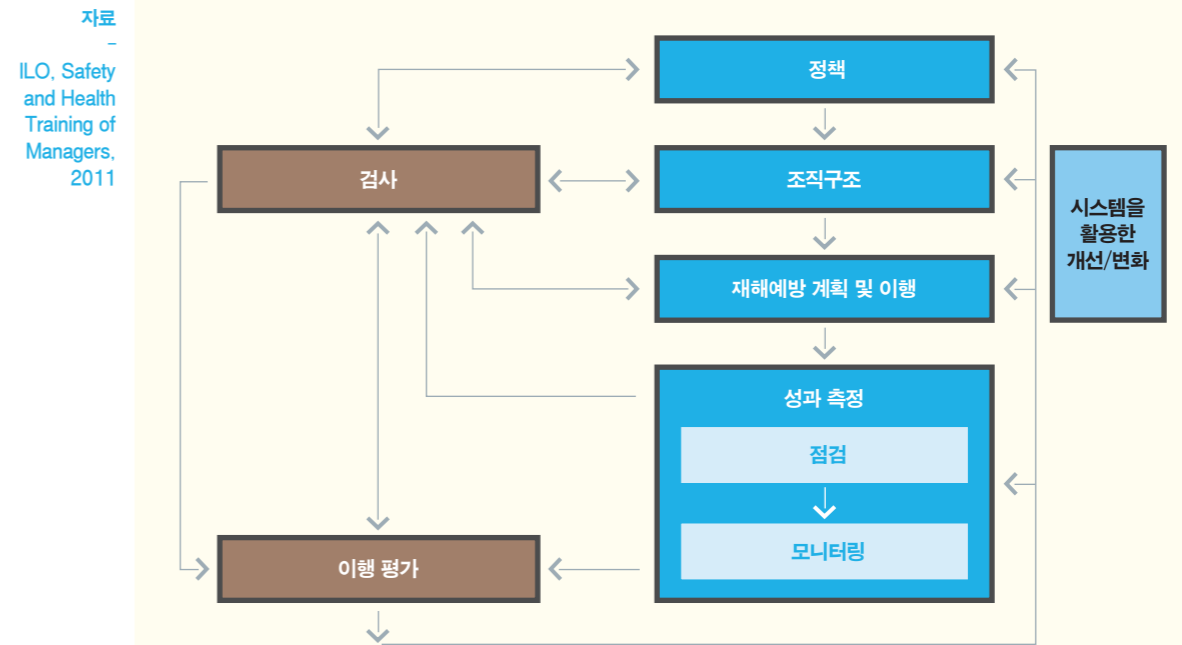 자료
–
ILO, Safety
and Health
Training of
Managers,
2011
정책
검사
조직구조
시스템을
활용한
개선/변화
재해예방 계획 및 이행
성과 측정
점검
모니터링
이행 평가